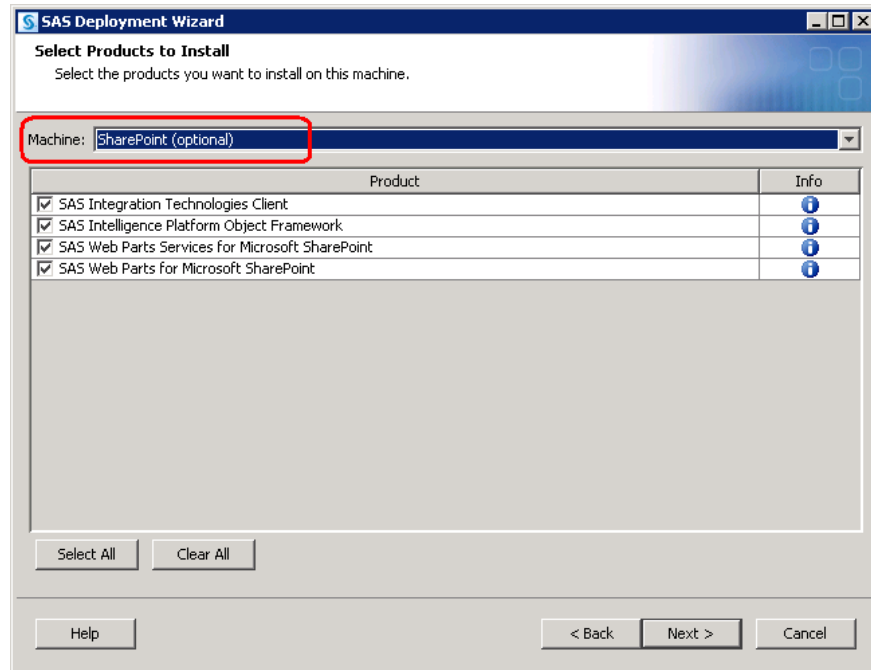 SAS Deployment Wizard
Select Products to Install
Select the products you want to install on this machine.
Machine: SharePoint (optional)
Product Info
SAS Integration Technologies Client
SAS Intelligence Platform Object Framework
SAS Web Parts Services for Microsoft SharePoint
SAS Web Parts for Microsoft SharePoint
Select All Clear All
Help < Back Next > Cancel